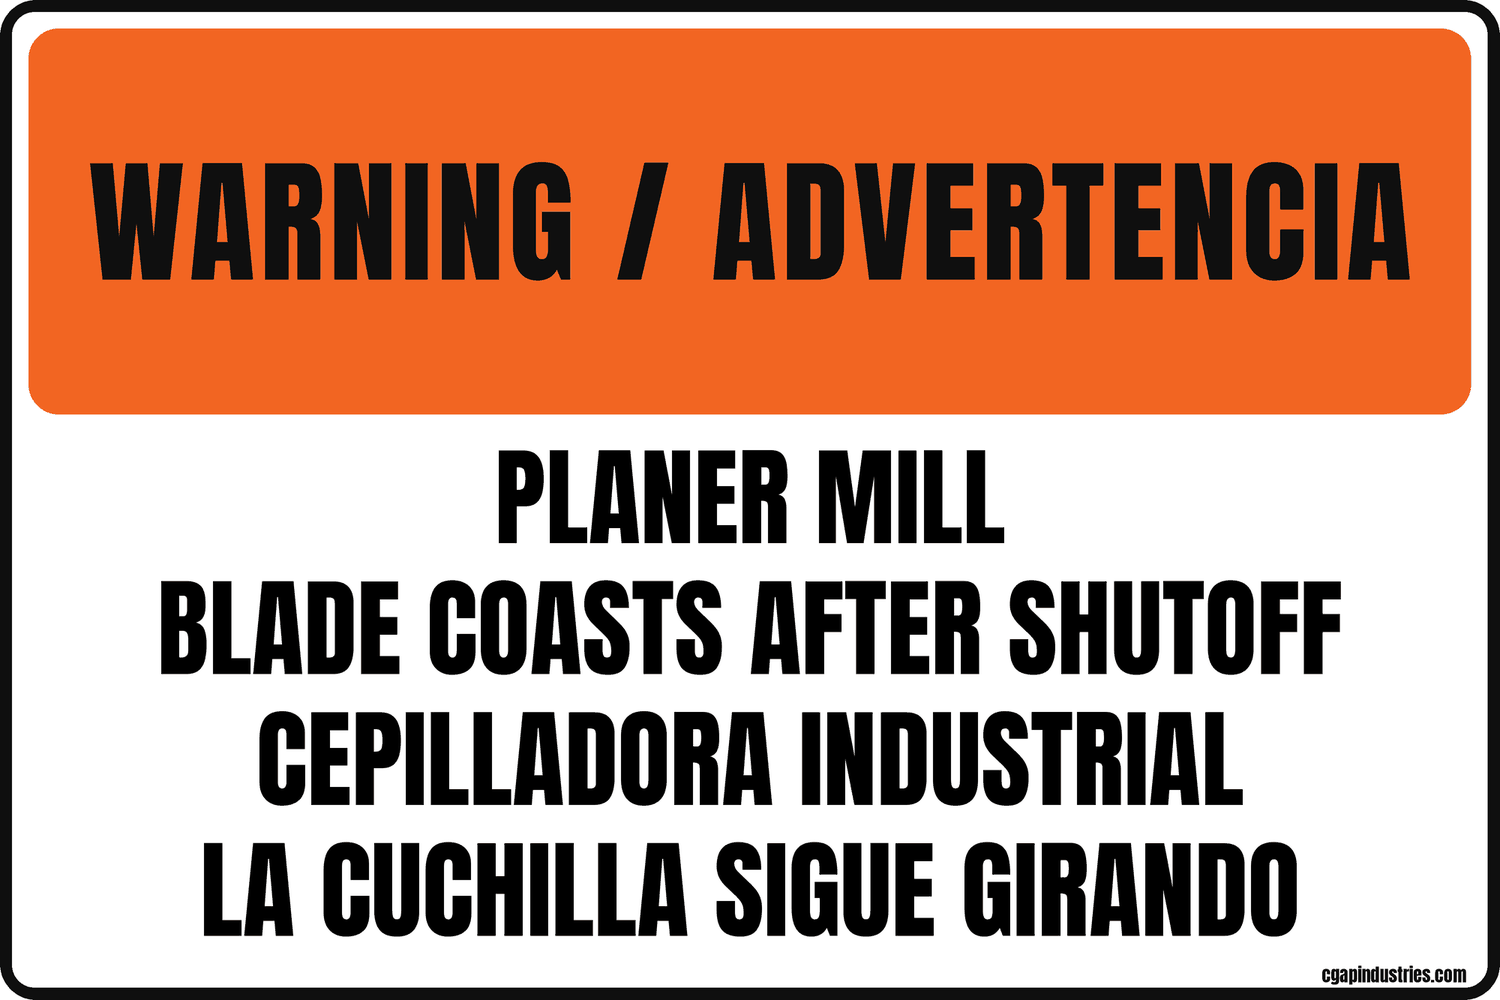 WARNING / ADVERTENCIA
PLANER MILL
BLADE COASTS AFTER SHUTOFF
CEPILLADORA INDUSTRIAL
LA CUCHILLA SIGUE GIRANDO
cgapindustries.com